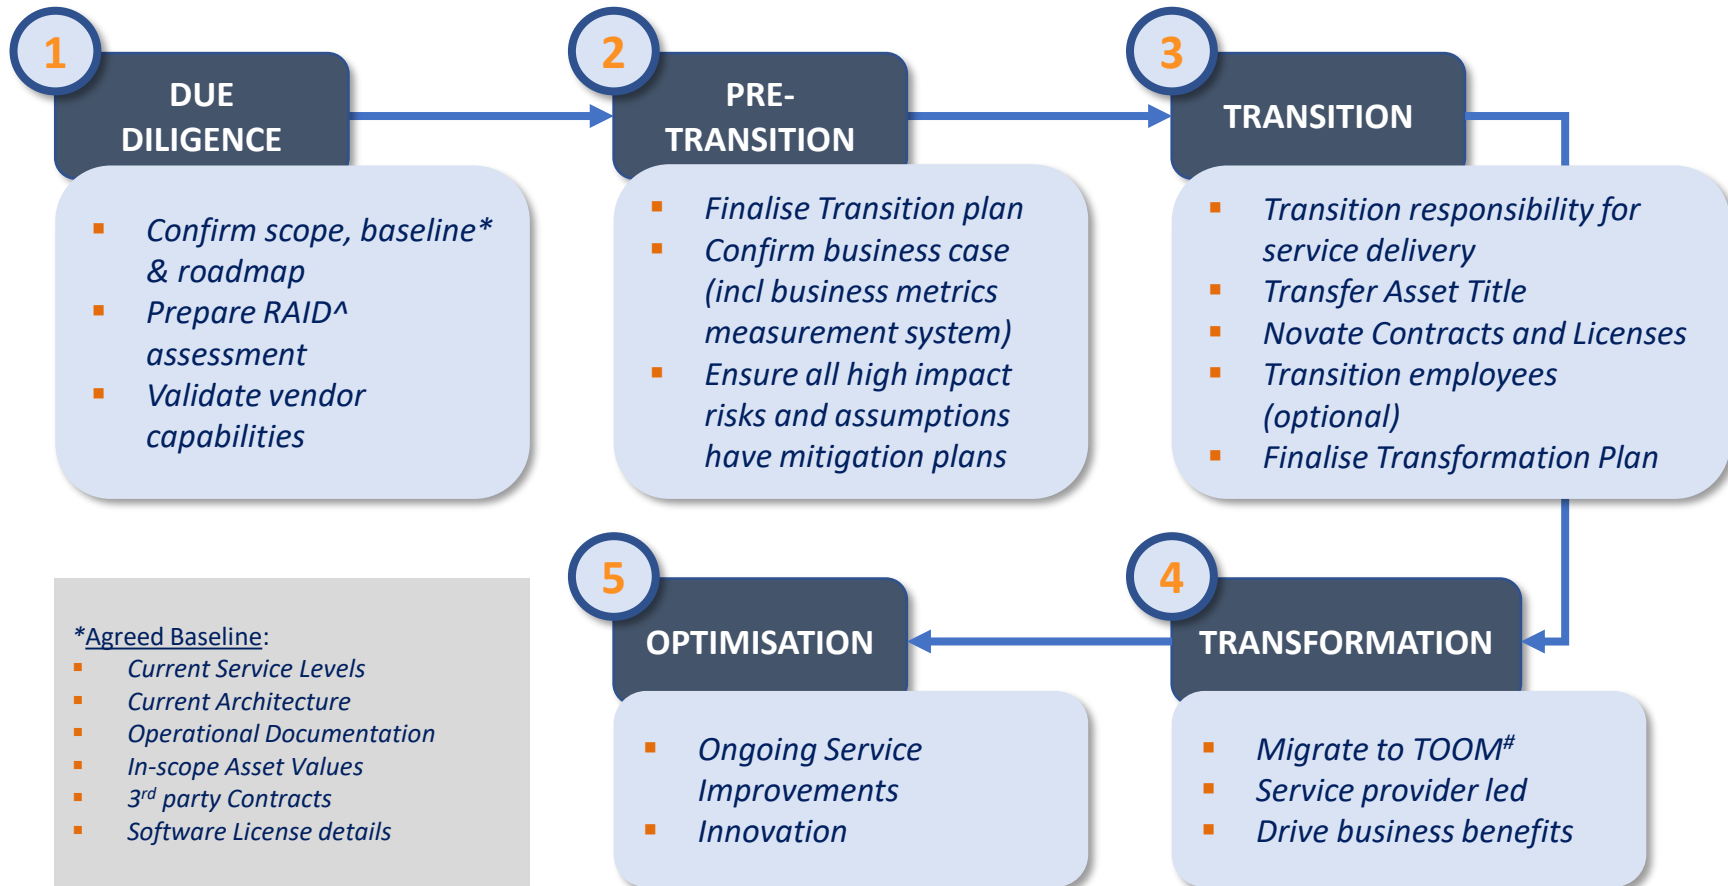 1
DUE
DILIGENCE
▪ Confirm scope, baseline*
& roadmap
▪ Prepare RAID^
assessment
▪ Validate vendor
capabilities
2
PRE-
TRANSITION
▪ Finalise Transition plan
▪ Confirm business case
(incl business metrics
measurement system)
▪ Ensure all high impact
risks and assumptions
have mitigation plans
3
TRANSITION
▪ Transition responsibility for
service delivery
▪ Transfer Asset Title
▪ Novate Contracts and Licenses
▪ Transition employees
(optional)
▪ Finalise Transformation Plan
4
TRANSFORMATION
▪ Migrate to TOOM#
▪ Service provider led
▪ Drive business benefits
5
OPTIMISATION
▪ Ongoing Service
Improvements
▪ Innovation
*Agreed Baseline:
▪ Current Service Levels
▪ Current Architecture
▪ Operational Documentation
▪ In-scope Asset Values
▪ 3rd party Contracts
▪ Software License details